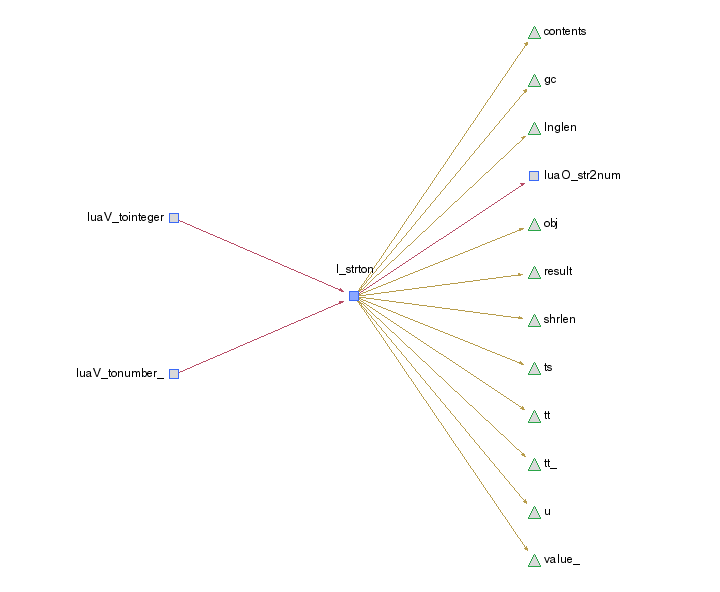 contents
gc
lnglen
luaO_str2num
luaV_tointeger
obj
l_strton
result
shrlen
ts
luaV_tonumber_
tt
tt_
u
value_